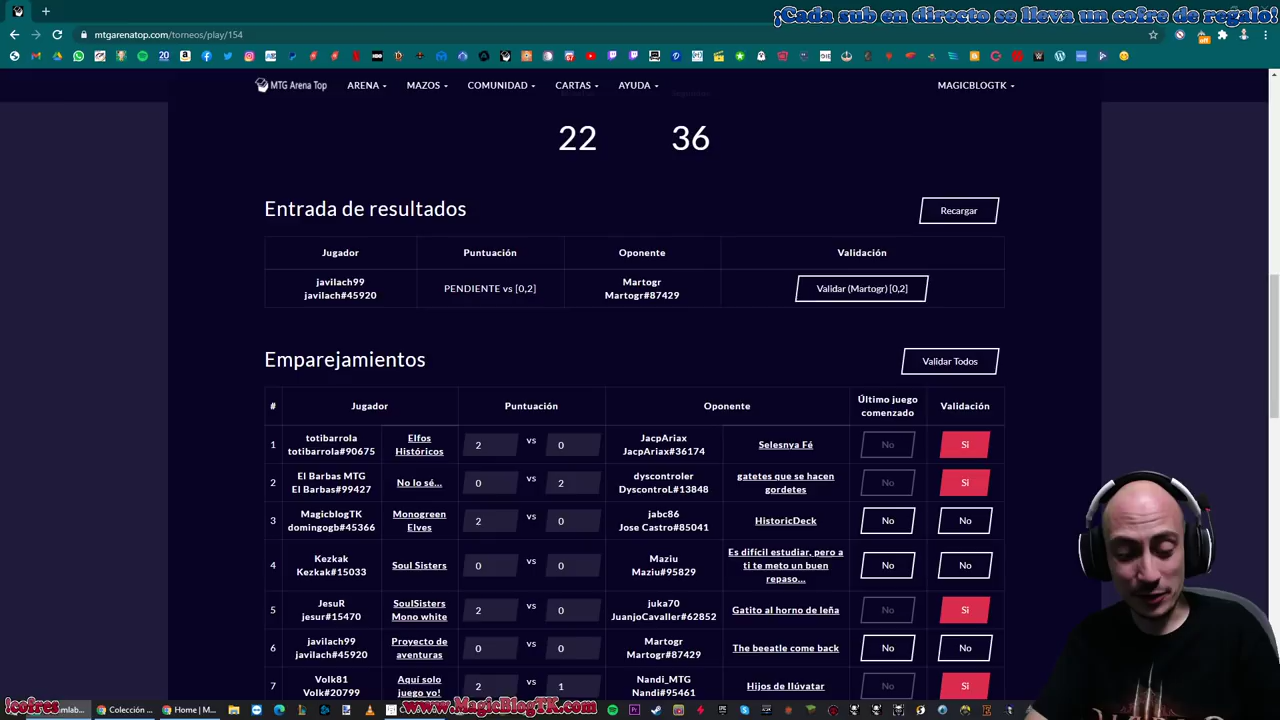 ¡Cada sub en directo se lleva un cofre de regalo!
mtgarenatop.com/torneos/play/154
MTG Arena Top
ARENA
MAZOS
COMUNIDAD
CARTAS
AYUDA
MAGICBLOGTK
22
36
Entrada de resultados
Recargar
Jugador
Puntuación
Oponente
Validación
javilach99
javilach#45920
PENDIENTE vs [0,2]
Martogr
Martogr#87429
Validar (Martogr) [0,2]
Emparejamientos
Validar Todos
#
Jugador
Puntuación
Oponente
Último juego
comenzado
Validación
1
totibarrola
totibarrola#90675
Elfos
Históricos
2
vs
0
JacpAriax
JacpAriax#36174
Selesnya Fé
No
Si
2
El Barbas MTG
El Barbas#99427
No lo sé...
0
vs
2
dyscontroler
DyscontroL#13848
gatetes que se hacen
gordetes
No
Si
3
MagicblogTK
domingogb#45366
Monogreen
Elves
2
vs
0
jabc86
Jose Castro#85041
HistoricDeck
No
No
4
Kezkak
Kezkak#15033
Soul Sisters
0
vs
0
Maziu
Maziu#95829
Es difícil estudiar, pero a
ti te meto un buen
repaso...
No
No
5
JesuR
jesur#15470
SoulSisters
Mono white
2
vs
0
juka70
JuanjoCavaller#62852
Gatito al horno de leña
No
Si
6
javilach99
javilach#45920
Proyecto de
aventuras
0
vs
0
Martogr
Martogr#87429
The beeatle come back
No
No
7
Volk81
Volk#20799
Aquí solo
juego yo!
2
vs
1
Nandi_MTG
Nandi#95461
Hijos de Ilúvatar
No
Si
!cofres
Colección
Home | M...
www.MagicBlogTK.com